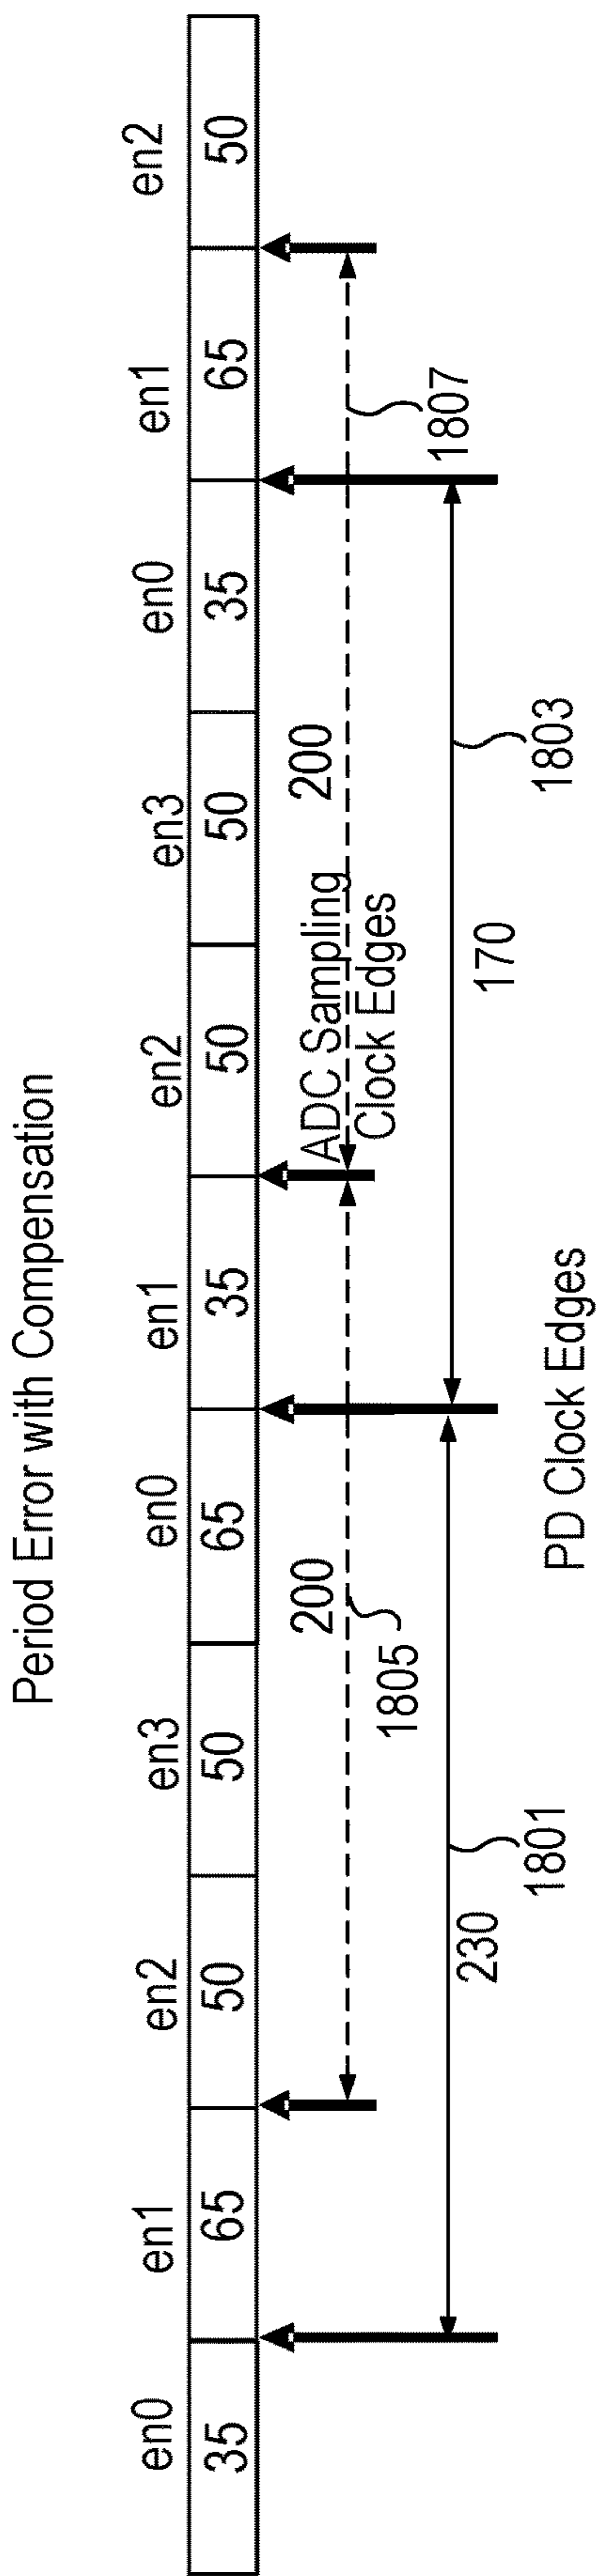 Period Error with Compensation
en0 en1 en2 en3 en0 en1 en2 en3 en0 en1 en2
35 65 50 50 65 35 50 50 35 65 50
200 ADC Sampling 200
Clock Edges
1805 1807
230 170
1801 1803
PD Clock Edges